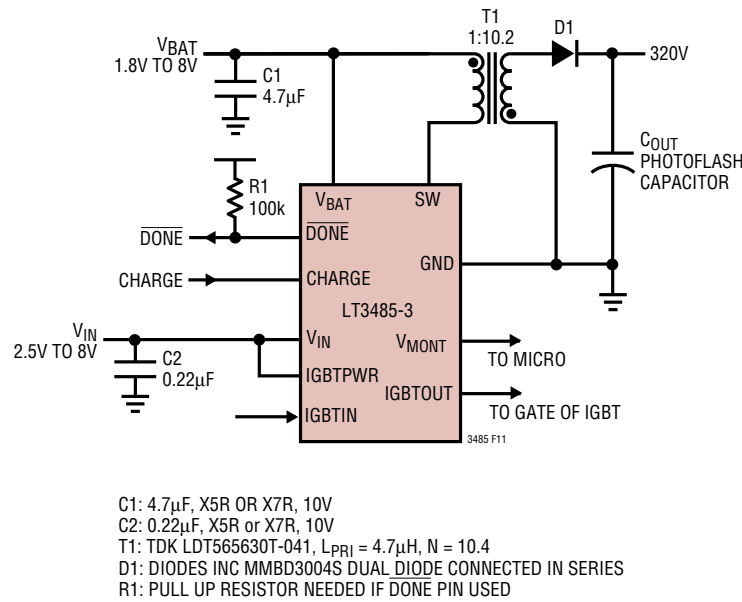 T1
1:10.2
D1
VBAT
1.8V TO 8V
C1
4.7µF
320V
COUT
PHOTOFLASH
CAPACITOR
R1
100k
VBAT
SW
DONE
DONE
GND
CHARGE
CHARGE
LT3485-3
VIN
2.5V TO 8V
VIN
VMONT
TO MICRO
C2
0.22µF
IGBTPWR
IGBTOUT
TO GATE OF IGBT
IGBTIN
3485 F11
C1: 4.7µF, X5R OR X7R, 10V
C2: 0.22µF, X5R or X7R, 10V
T1: TDK LDT565630T-041, LPRI = 4.7µH, N = 10.4
D1: DIODES INC MMBD3004S DUAL DIODE CONNECTED IN SERIES
R1: PULL UP RESISTOR NEEDED IF DONE PIN USED